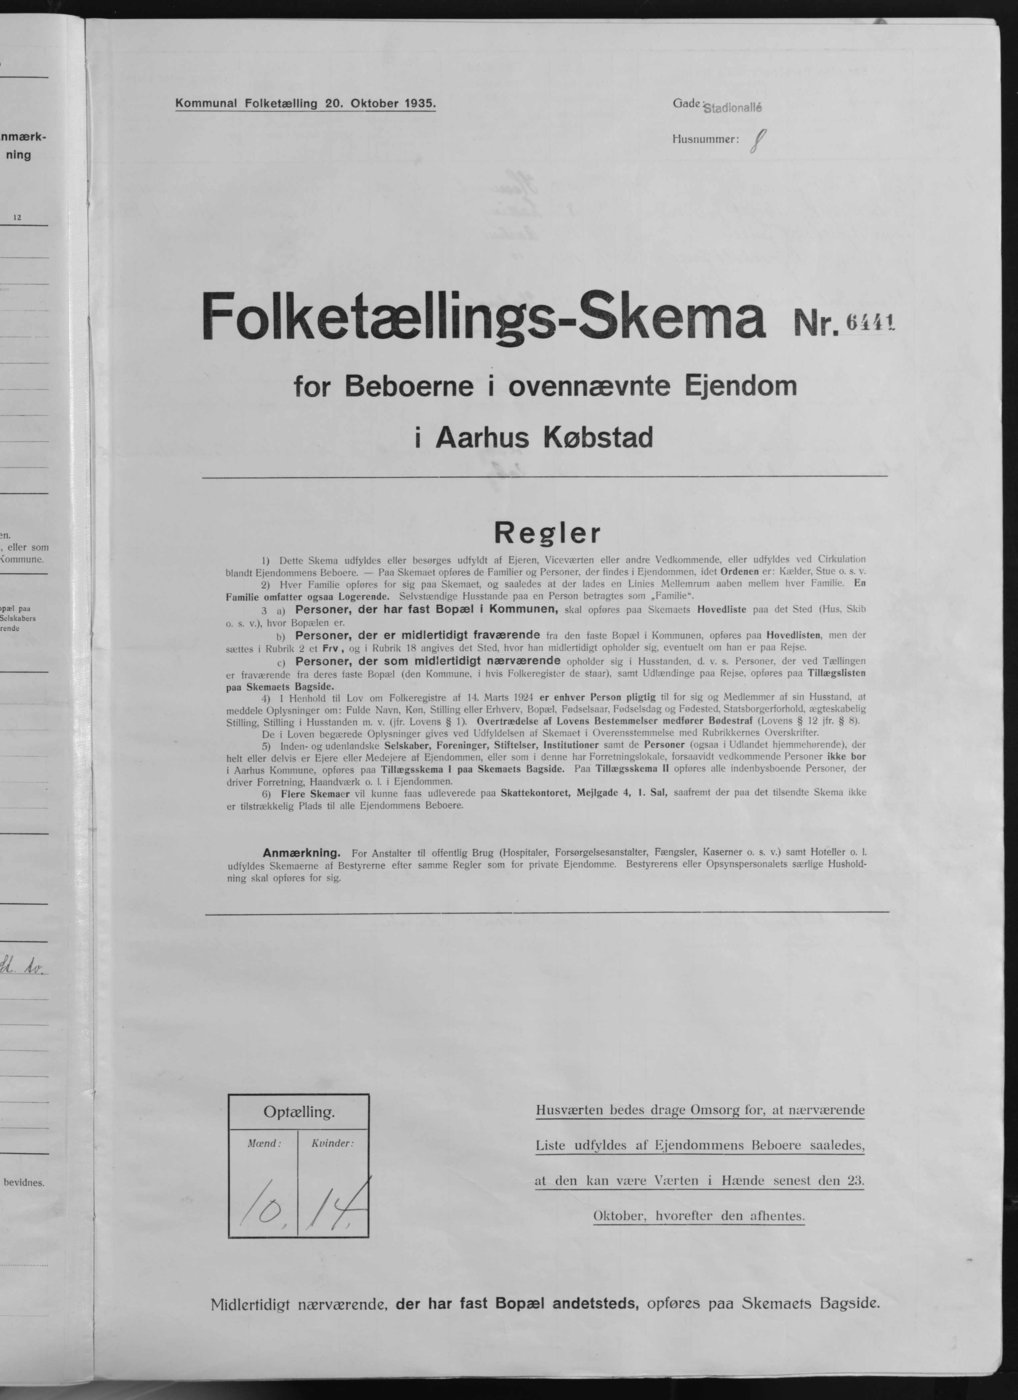 nmærk-
ning
12
en.
, eller som
Kommune.
opæl paa
Selskabers
rende
bevidnes.
Kommunal Folketælling 20. Oktober 1935.
Gade: Stadionallé
Husnummer: 8
Folketællings-Skema Nr. 6441
for Beboerne i ovennævnte Ejendom
i Aarhus Købstad
Regler
1) Dette Skema udfyldes eller besørges udfyldt af Ejeren, Viceværten eller andre Vedkommende, eller udfyldes ved Cirkulation
blandt Ejendommens Beboere. — Paa Skemaet opføres de Familier og Personer, der findes i Ejendommen, idet Ordenen er: Kælder, Stue o. s. v.
2) Hver Familie opføres for sig paa Skemaet, og saaledes at der lades en Linies Mellemrum aaben mellem hver Familie. En
Familie omfatter ogsaa Logerende. Selvstændige Husstande paa en Person betragtes som „Familie“.
3 a) Personer, der har fast Bopæl i Kommunen, skal opføres paa Skemaets Hovedliste paa det Sted (Hus, Skib
o. s. v.), hvor Bopælen er.
b) Personer, der er midlertidigt fraværende fra den faste Bopæl i Kommunen, opføres paa Hovedlisten, men der
sættes i Rubrik 2 et Frv., og i Rubrik 18 angives det Sted, hvor han midlertidigt opholder sig, eventuelt om han er paa Rejse.
c) Personer, der som midlertidigt nærværende opholder sig i Husstanden, d. v. s. Personer, der ved Tællingen
er fraværende fra deres faste Bopæl (den Kommune, i hvis Folkeregister de staar), samt Udlændinge paa Rejse, opføres paa Tillægslisten
paa Skemaets Bagside.
4) I Henhold til Lov om Folkeregistre af 14. Marts 1924 er enhver Person pligtig til for sig og Medlemmer af sin Husstand, at
meddele Oplysninger om: Fulde Navn, Køn, Stilling eller Erhverv, Bopæl, Fødselsaar, Fødselsdag og Fødested, Statsborgerforhold, ægteskabelig
Stilling, Stilling i Husstanden m. v. (jfr. Lovens § 1). Overtrædelse af Lovens Bestemmelser medfører Bødestraf (Lovens § 12 jfr. § 8).
De i Loven begærede Oplysninger gives ved Udfyldelsen af Skemaet i Overensstemmelse med Rubrikkernes Overskrifter.
5) Inden- og udenlandske Selskaber, Foreninger, Stiftelser, Institutioner samt de Personer (ogsaa i Udlandet hjemmehørende), der
helt eller delvis er Ejere eller Medejere af Ejendommen, eller som i denne har Forretningslokale, forsaavidt vedkommende Personer ikke bor
i Aarhus Kommune, opføres paa Tillægsskema I paa Skemaets Bagside. Paa Tillægsskema II opføres alle indenbysboende Personer, der
driver Forretning, Haandværk o. l. i Ejendommen.
6) Flere Skemaer vil kunne faas udleverede paa Skattekontoret, Mejlgade 4, 1. Sal, saafremt der paa det tilsendte Skema ikke
er tilstrækkelig Plads til alle Ejendommens Beboere.
Anmærkning. For Anstalter til offentlig Brug (Hospitaler, Forsørgelsesanstalter, Fængsler, Kaserner o. s. v.) samt Hoteller o. l.
udfyldes Skemaerne af Bestyrerne efter samme Regler som for private Ejendomme. Bestyrerens eller Opsynspersonalets særlige Hushold-
ning skal opføres for sig.
Optælling.
Mænd: Kvinder:
10. 14.
Husværten bedes drage Omsorg for, at nærværende
Liste udfyldes af Ejendommens Beboere saaledes,
at den kan være Værten i Hænde senest den 23.
Oktober, hvorefter den afhentes.
Midlertidigt nærværende, der har fast Bopæl andetsteds, opføres paa Skemaets Bagside.